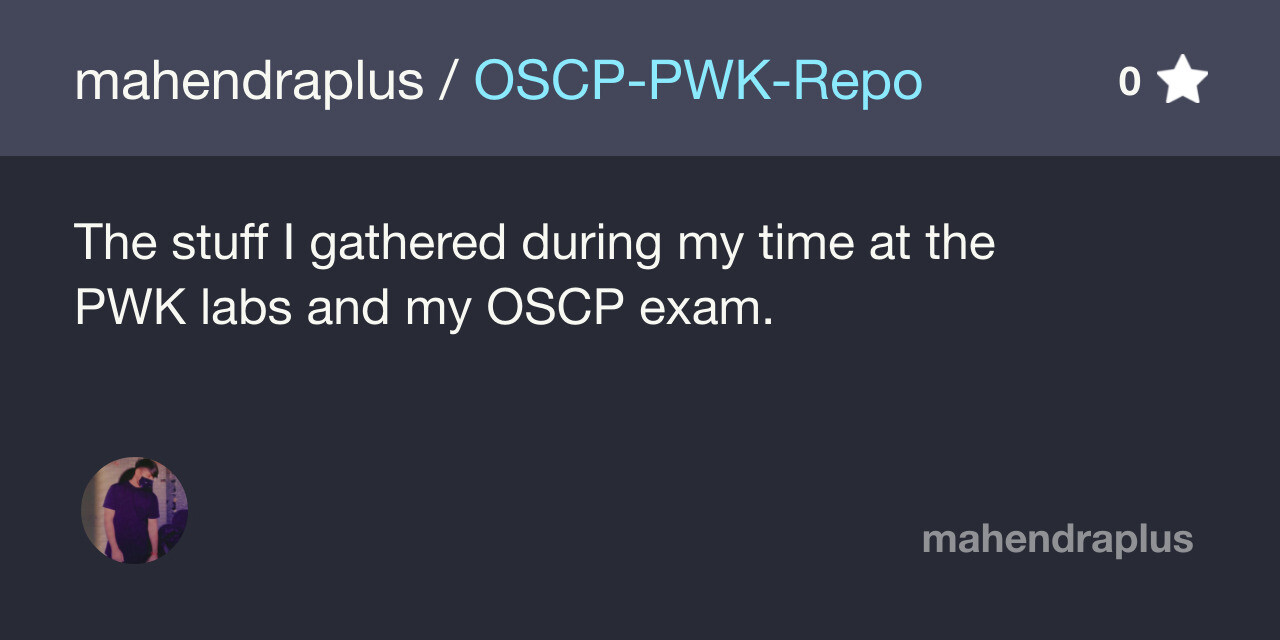 mahendraplus / OSCP-PWK-Repo 0
The stuff I gathered during my time at the
PWK labs and my OSCP exam.
mahendraplus